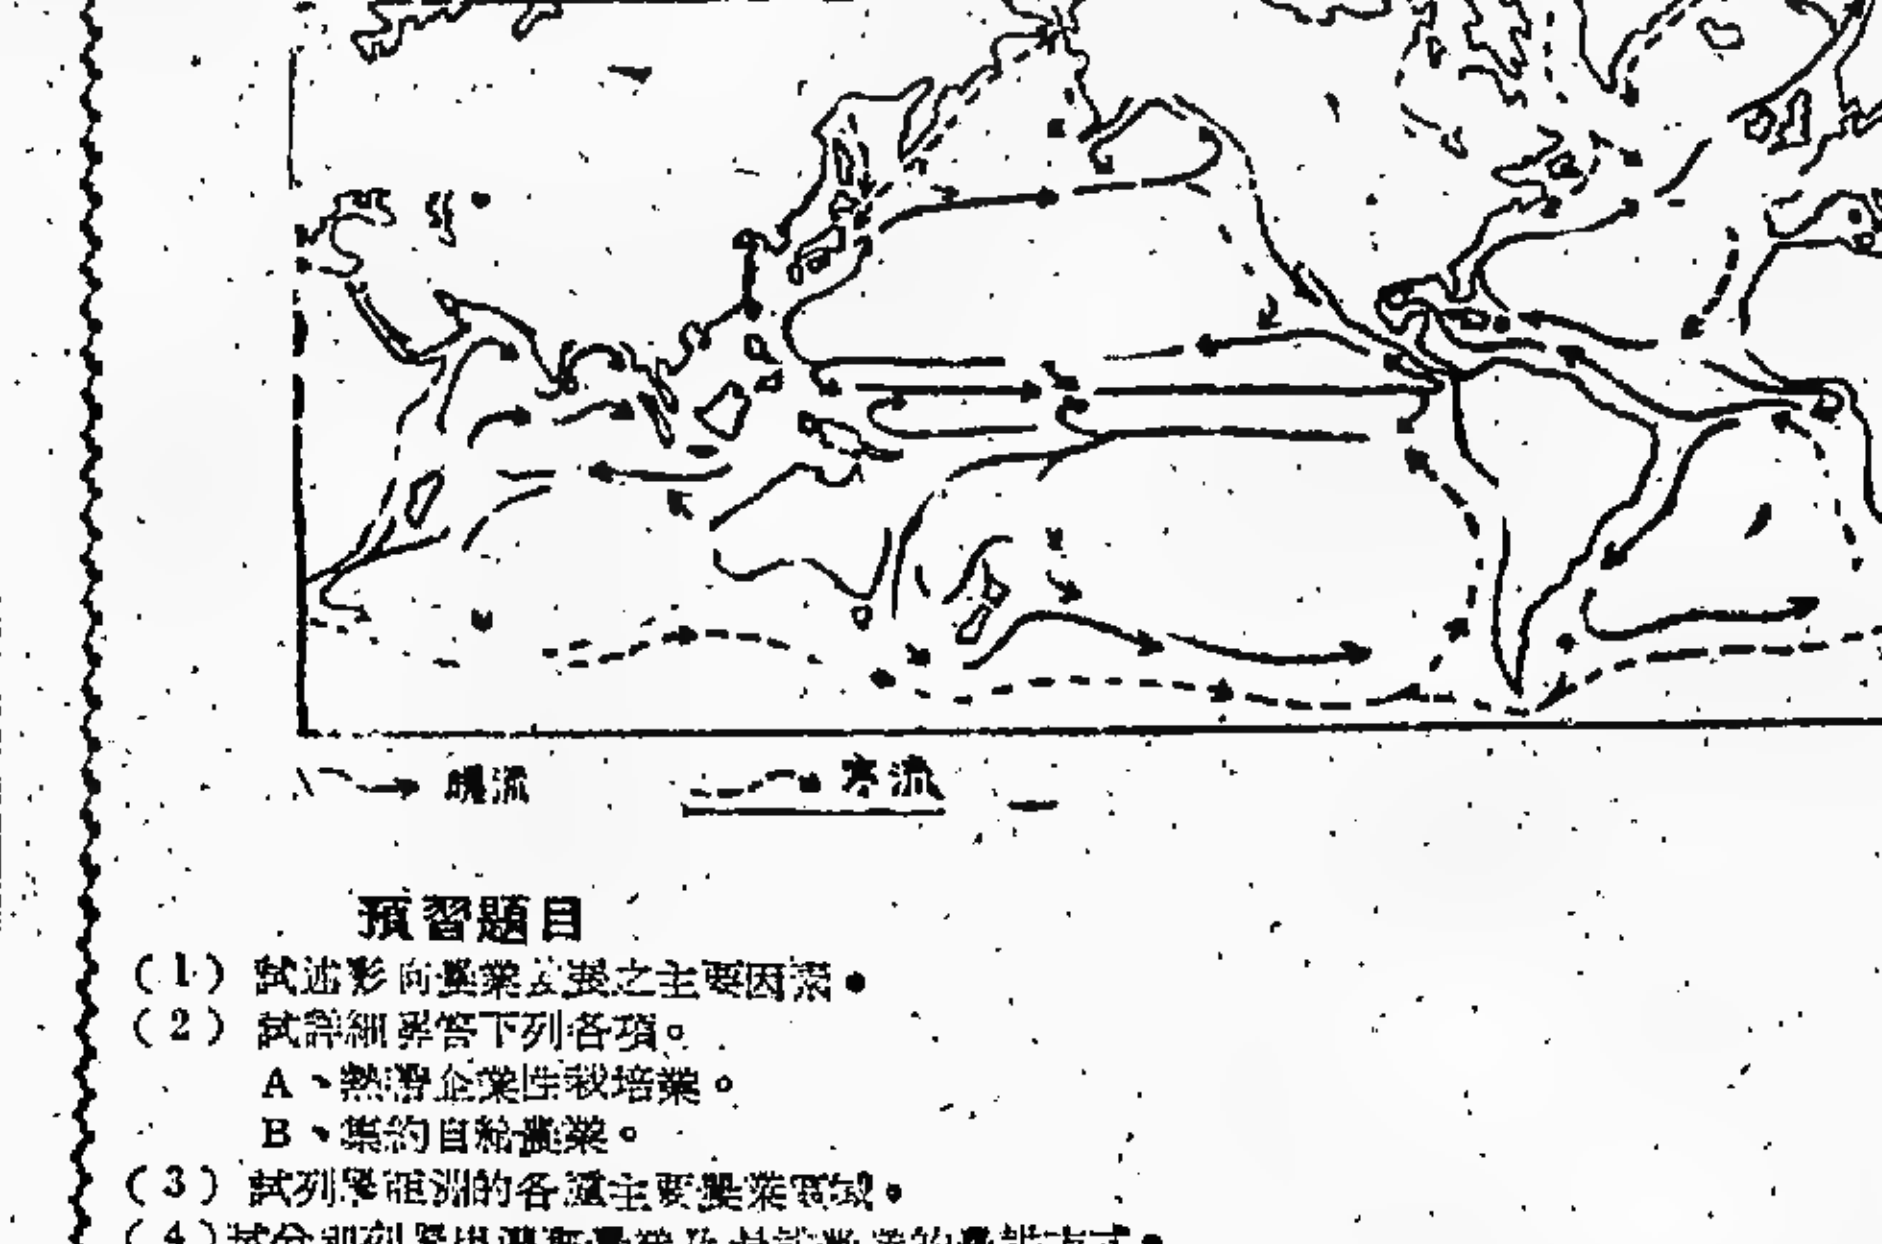 暖流 寒流
預習題目
(1) 試述影向農業发展之主要因素。
(2) 試詳細解答下列各項。
A、熱帶企業性栽培業。
B、集約自給農業。
(3) 試列舉亞洲的各種主要農業區域。
(4) 試分別列舉